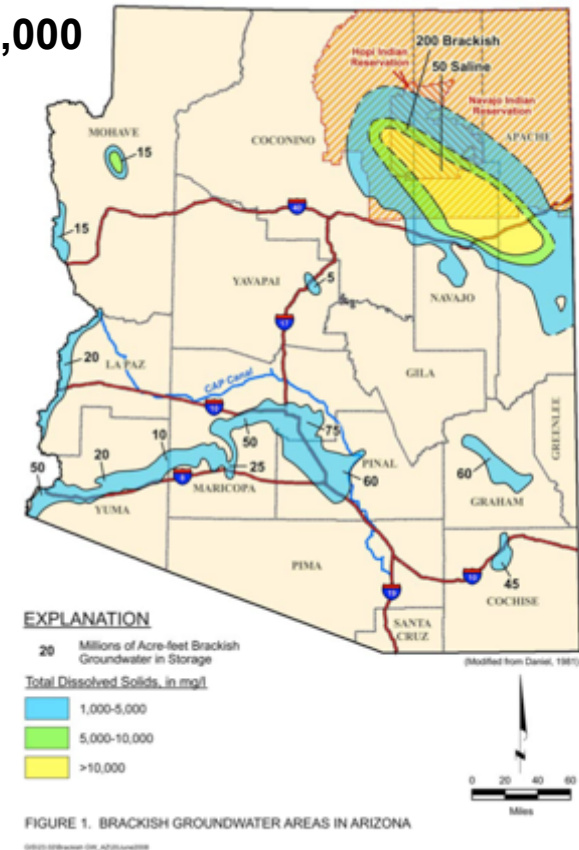 ,000
200 Brackish
Hopi Indian
Reservation
50 Saline
Navajo Indian
Reservation
MOHAVE
COCONINO
APACHE
15
40
15
YAVAPAI
5
NAVAJO
17
20
LA PAZ
GILA
CAP Canal
GREENLEE
10
75
10
50
20
PINAL
25
60
60
50
8
MARICOPA
GRAHAM
YUMA
PIMA
10
45
19
COCHISE
SANTA
CRUZ
EXPLANATION
20 Millions of Acre-feet Brackish
Groundwater in Storage
(Modified from Daniel, 1981)
Total Dissolved Solids, in mg/l
1,000-5,000
5,000-10,000
>10,000
0 20 40 60
Miles
FIGURE 1. BRACKISH GROUNDWATER AREAS IN ARIZONA